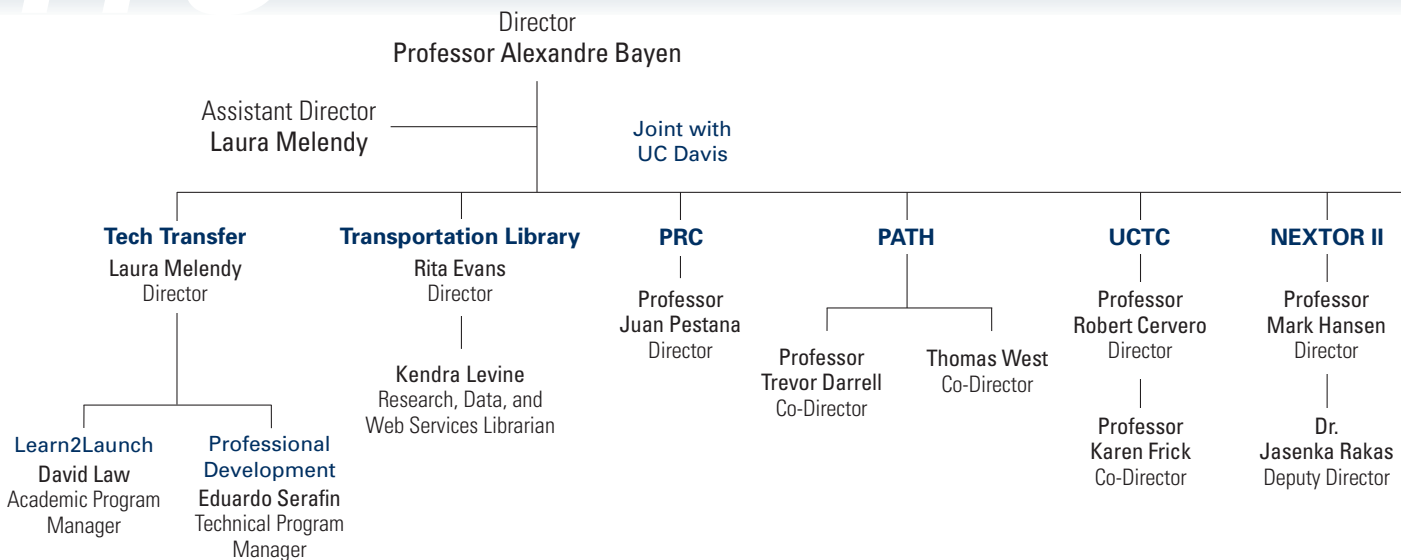 Director
Professor Alexandre Bayen
Assistant Director
Laura Melendy
Joint with
UC Davis
Tech Transfer
Laura Melendy
Director
Learn2Launch
David Law
Academic Program
Manager
Professional
Development
Eduardo Serafin
Technical Program
Manager
Transportation Library
Rita Evans
Director
Kendra Levine
Research, Data, and
Web Services Librarian
PRC
Professor
Juan Pestana
Director
PATH
Professor
Trevor Darrell
Co-Director
Thomas West
Co-Director
UCTC
Professor
Robert Cervero
Director
Professor
Karen Frick
Co-Director
NEXTOR II
Professor
Mark Hansen
Director
Dr.
Jasenka Rakas
Deputy Director